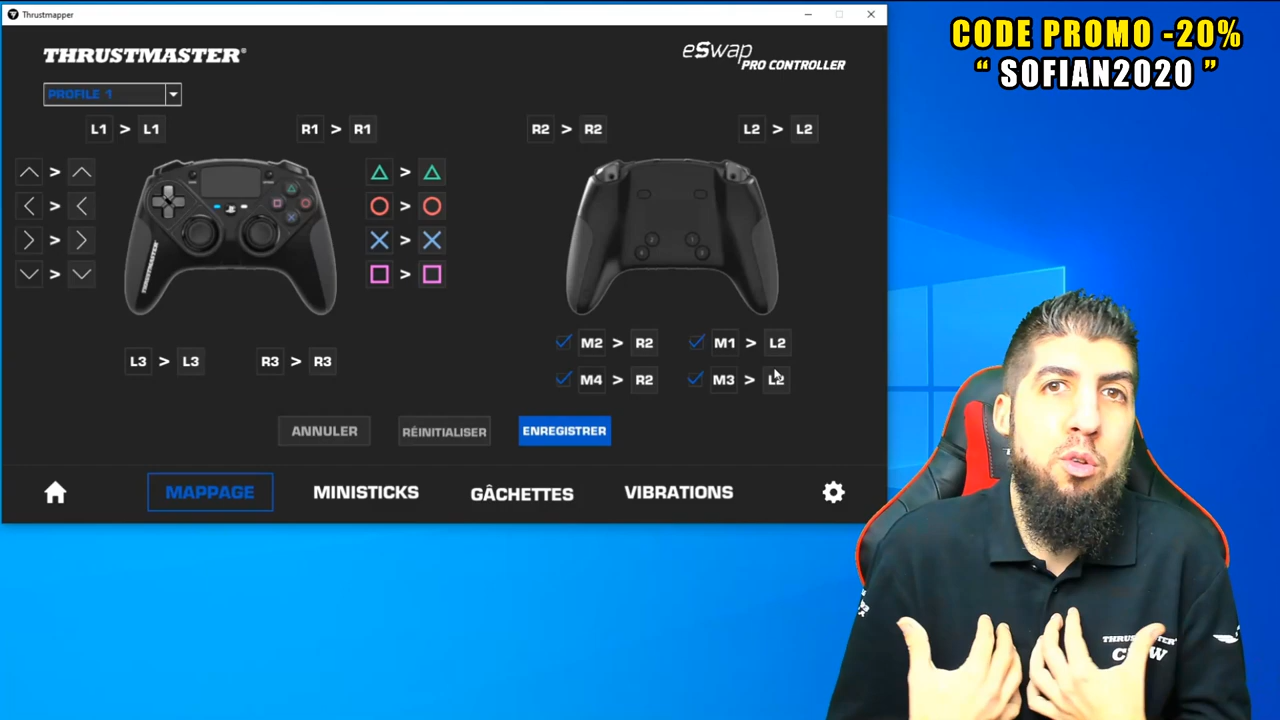 Thrustmapper
CODE PROMO -20%
“ SOFIAN2020 ”
THRUSTMASTER®
eSwap
PRO CONTROLLER
PROFILE 1
L1 > L1
R1 > R1
R2 > R2
L2 > L2
L3 > L3
R3 > R3
M2 > R2
M1 > L2
M4 > R2
M3 > L2
ANNULER
RÉINITIALISER
ENREGISTRER
MAPPAGE
MINISTICKS
GÂCHETTES
VIBRATIONS
THRUSTMASTER